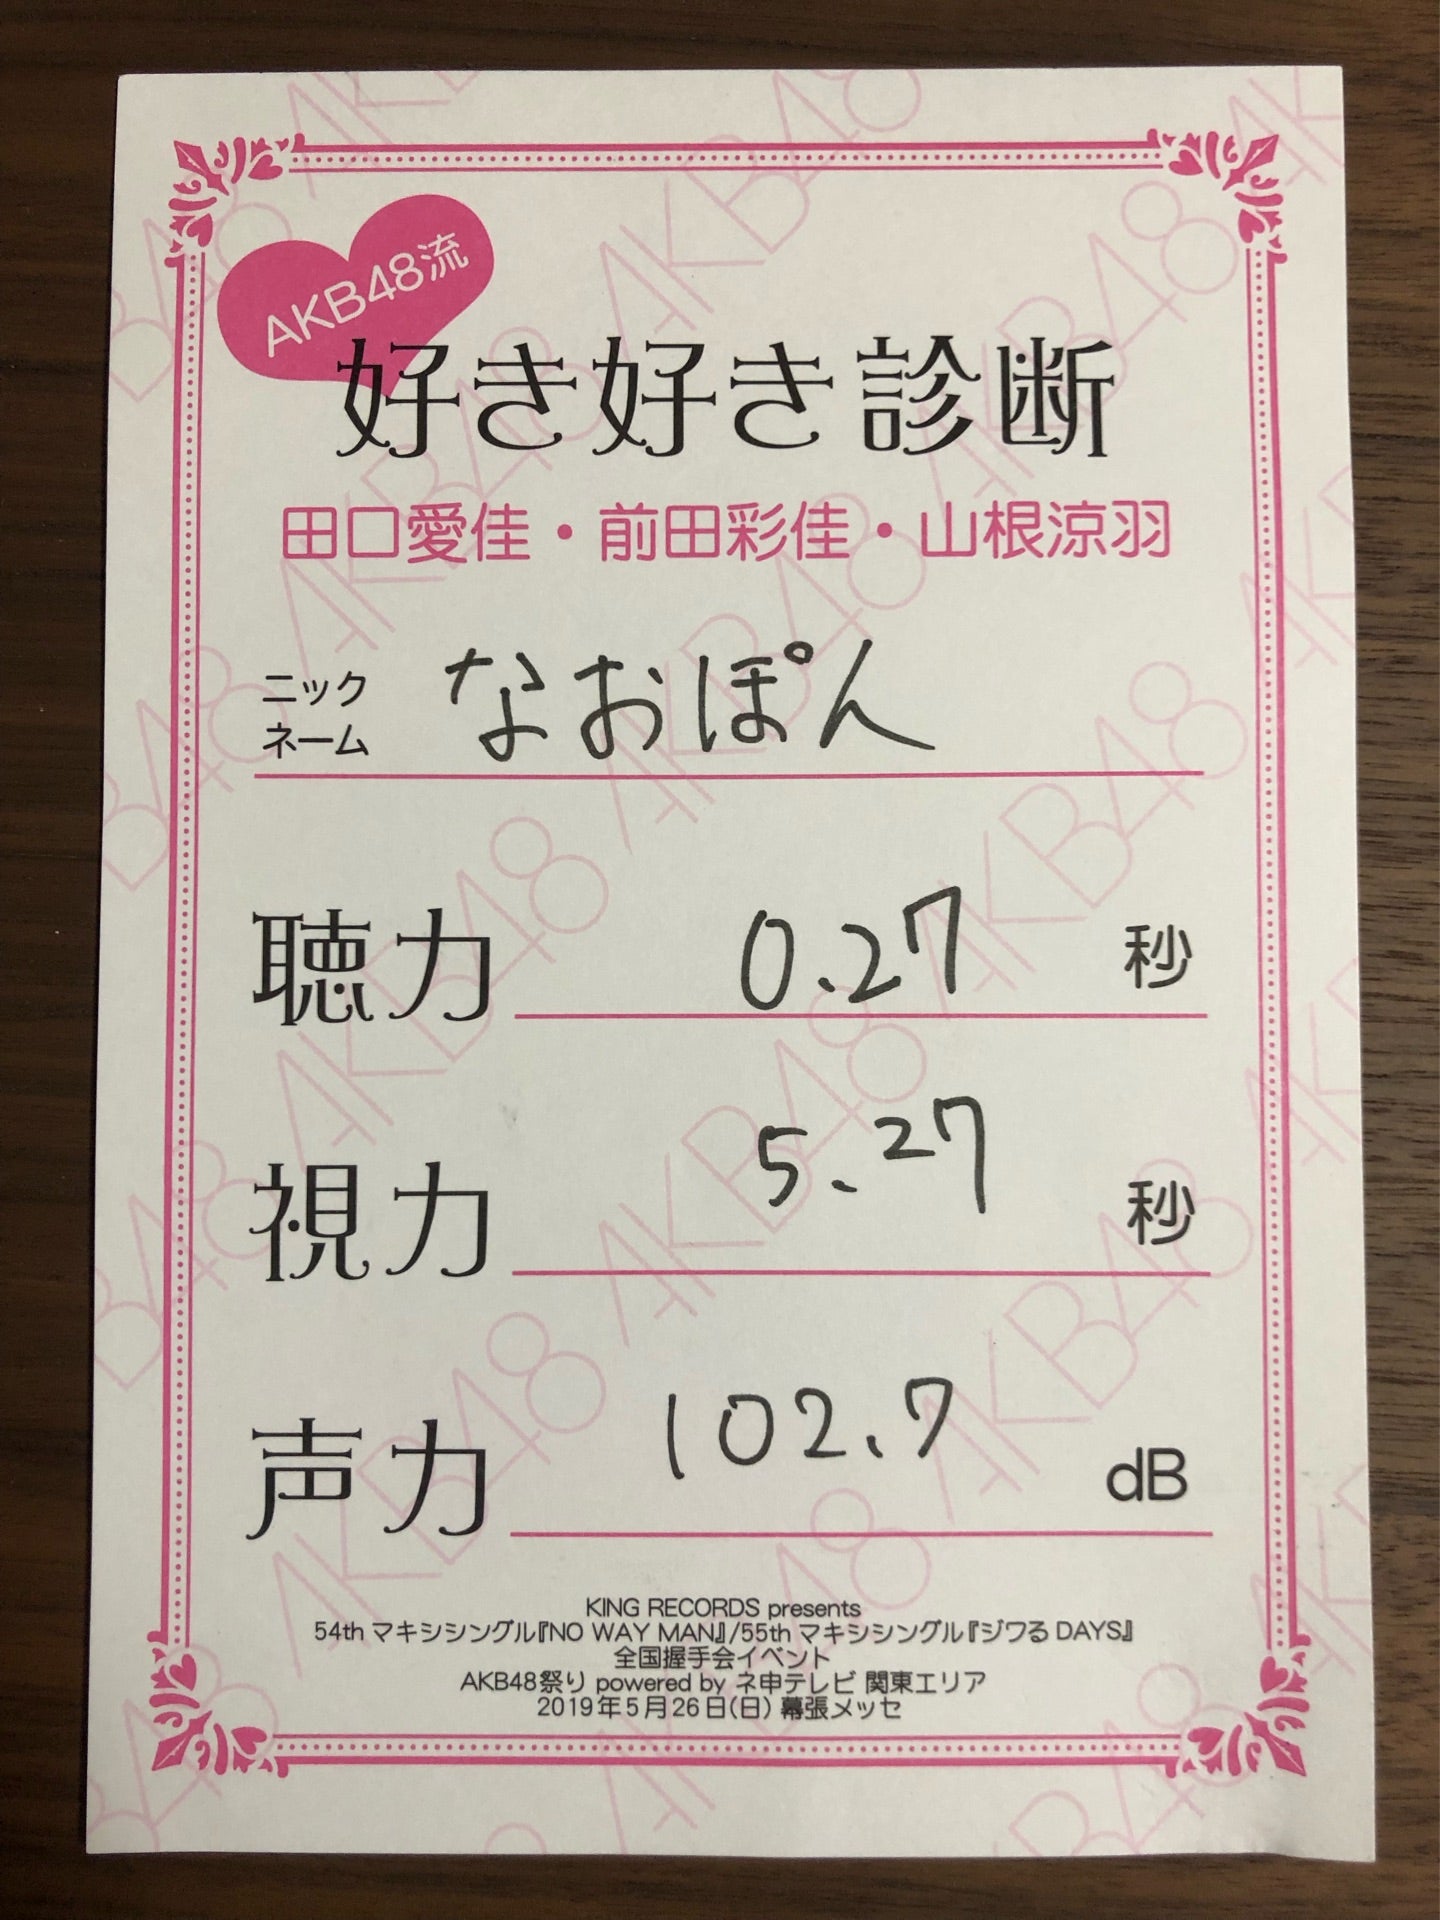 AKB48流
好き好き診断
田口愛佳・前田彩佳・山根涼羽
ニック
ネーム なおぽん
聴力 0.27 秒
視力 5.27 秒
声力 102.7 dB
KING RECORDS presents
54th マキシシングル『NO WAY MAN』/55th マキシシングル『ジワるDAYS』
全国握手会イベント
AKB48祭り powered by ネ申テレビ 関東エリア
2019年5月26日(日) 幕張メッセ